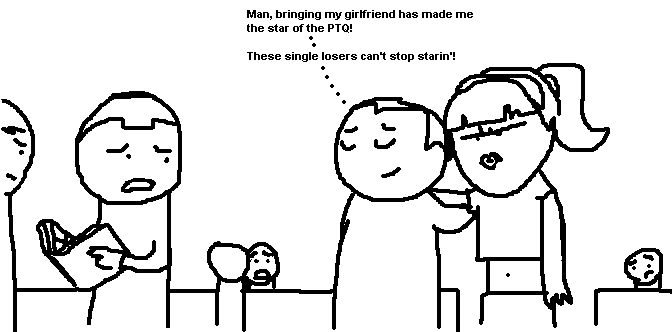 Man, bringing my girlfriend has made me
the star of the PTQ!
These single losers can't stop starin'!